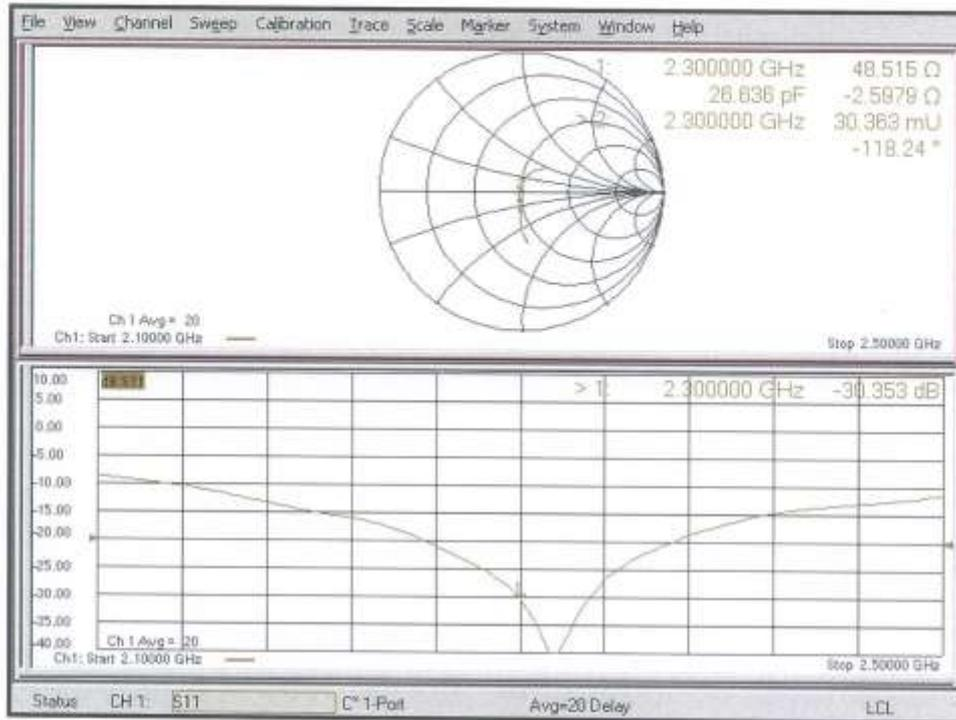 File View Channel Sweep Calibration Trace Scale Marker System Window Help
1: 2.300000 GHz 48.515 Ω
26.636 pF -2.5979 Ω
> 2: 2.300000 GHz 30.363 mU
-118.24 °
Ch 1 Avg = 20
Ch1: Start 2.10000 GHz
Stop 2.50000 GHz
10.00
> 1: 2.300000 GHz -30.353 dB
5.00
0.00
-5.00
-10.00
-15.00
-20.00
-25.00
-30.00
-35.00
-40.00
Ch 1 Avg = 20
Ch1: Start 2.10000 GHz
Stop 2.50000 GHz
Status CH 1: S11 C* 1-Port Avg=20 Delay LCL